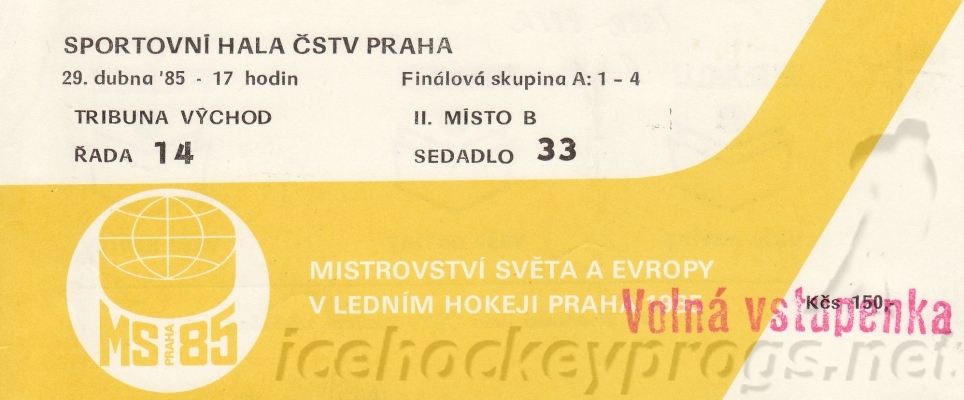 SPORTOVNÍ HALA ČSTV PRAHA
29. dubna '85 - 17 hodin
Finálová skupina A: 1 - 4
TRIBUNA VÝCHOD
II. MÍSTO B
ŘADA 14
SEDADLO 33
MISTROVSTVÍ SVĚTA A EVROPY
V LEDNÍM HOKEJI PRAHA 1985
Kčs 150,-
Volná vstupenka
MS PRAHA 85
icehockeyprogs.net